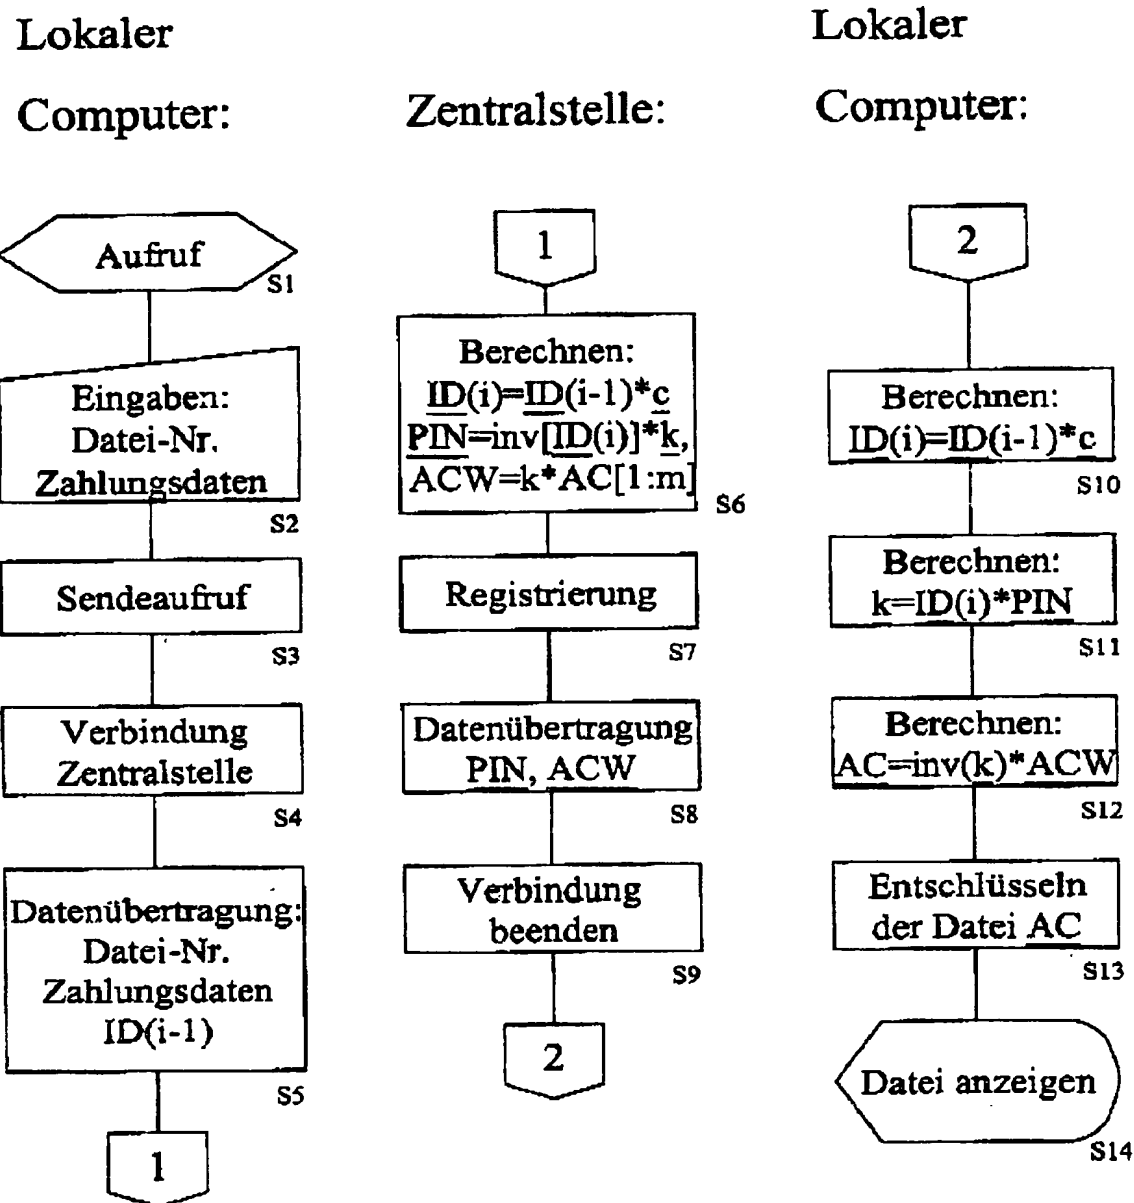 Lokaler
Computer:
Aufruf
S1
Eingaben:
Datei-Nr.
Zahlungsdaten
S2
Sendeaufruf
S3
Verbindung
Zentralstelle
S4
Datenübertragung:
Datei-Nr.
Zahlungsdaten
ID(i-1)
S5
1
Zentralstelle:
1
Berechnen:
ID(i)=ID(i-1)*c
PIN=inv[ID(i)]*k,
ACW=k*AC[1:m]
S6
Registrierung
S7
Datenübertragung
PIN, ACW
S8
Verbindung
beenden
S9
2
Lokaler
Computer:
2
Berechnen:
ID(i)=ID(i-1)*c
S10
Berechnen:
k=ID(i)*PIN
S11
Berechnen:
AC=inv(k)*ACW
S12
Entschlüsseln
der Datei AC
S13
Datei anzeigen
S14